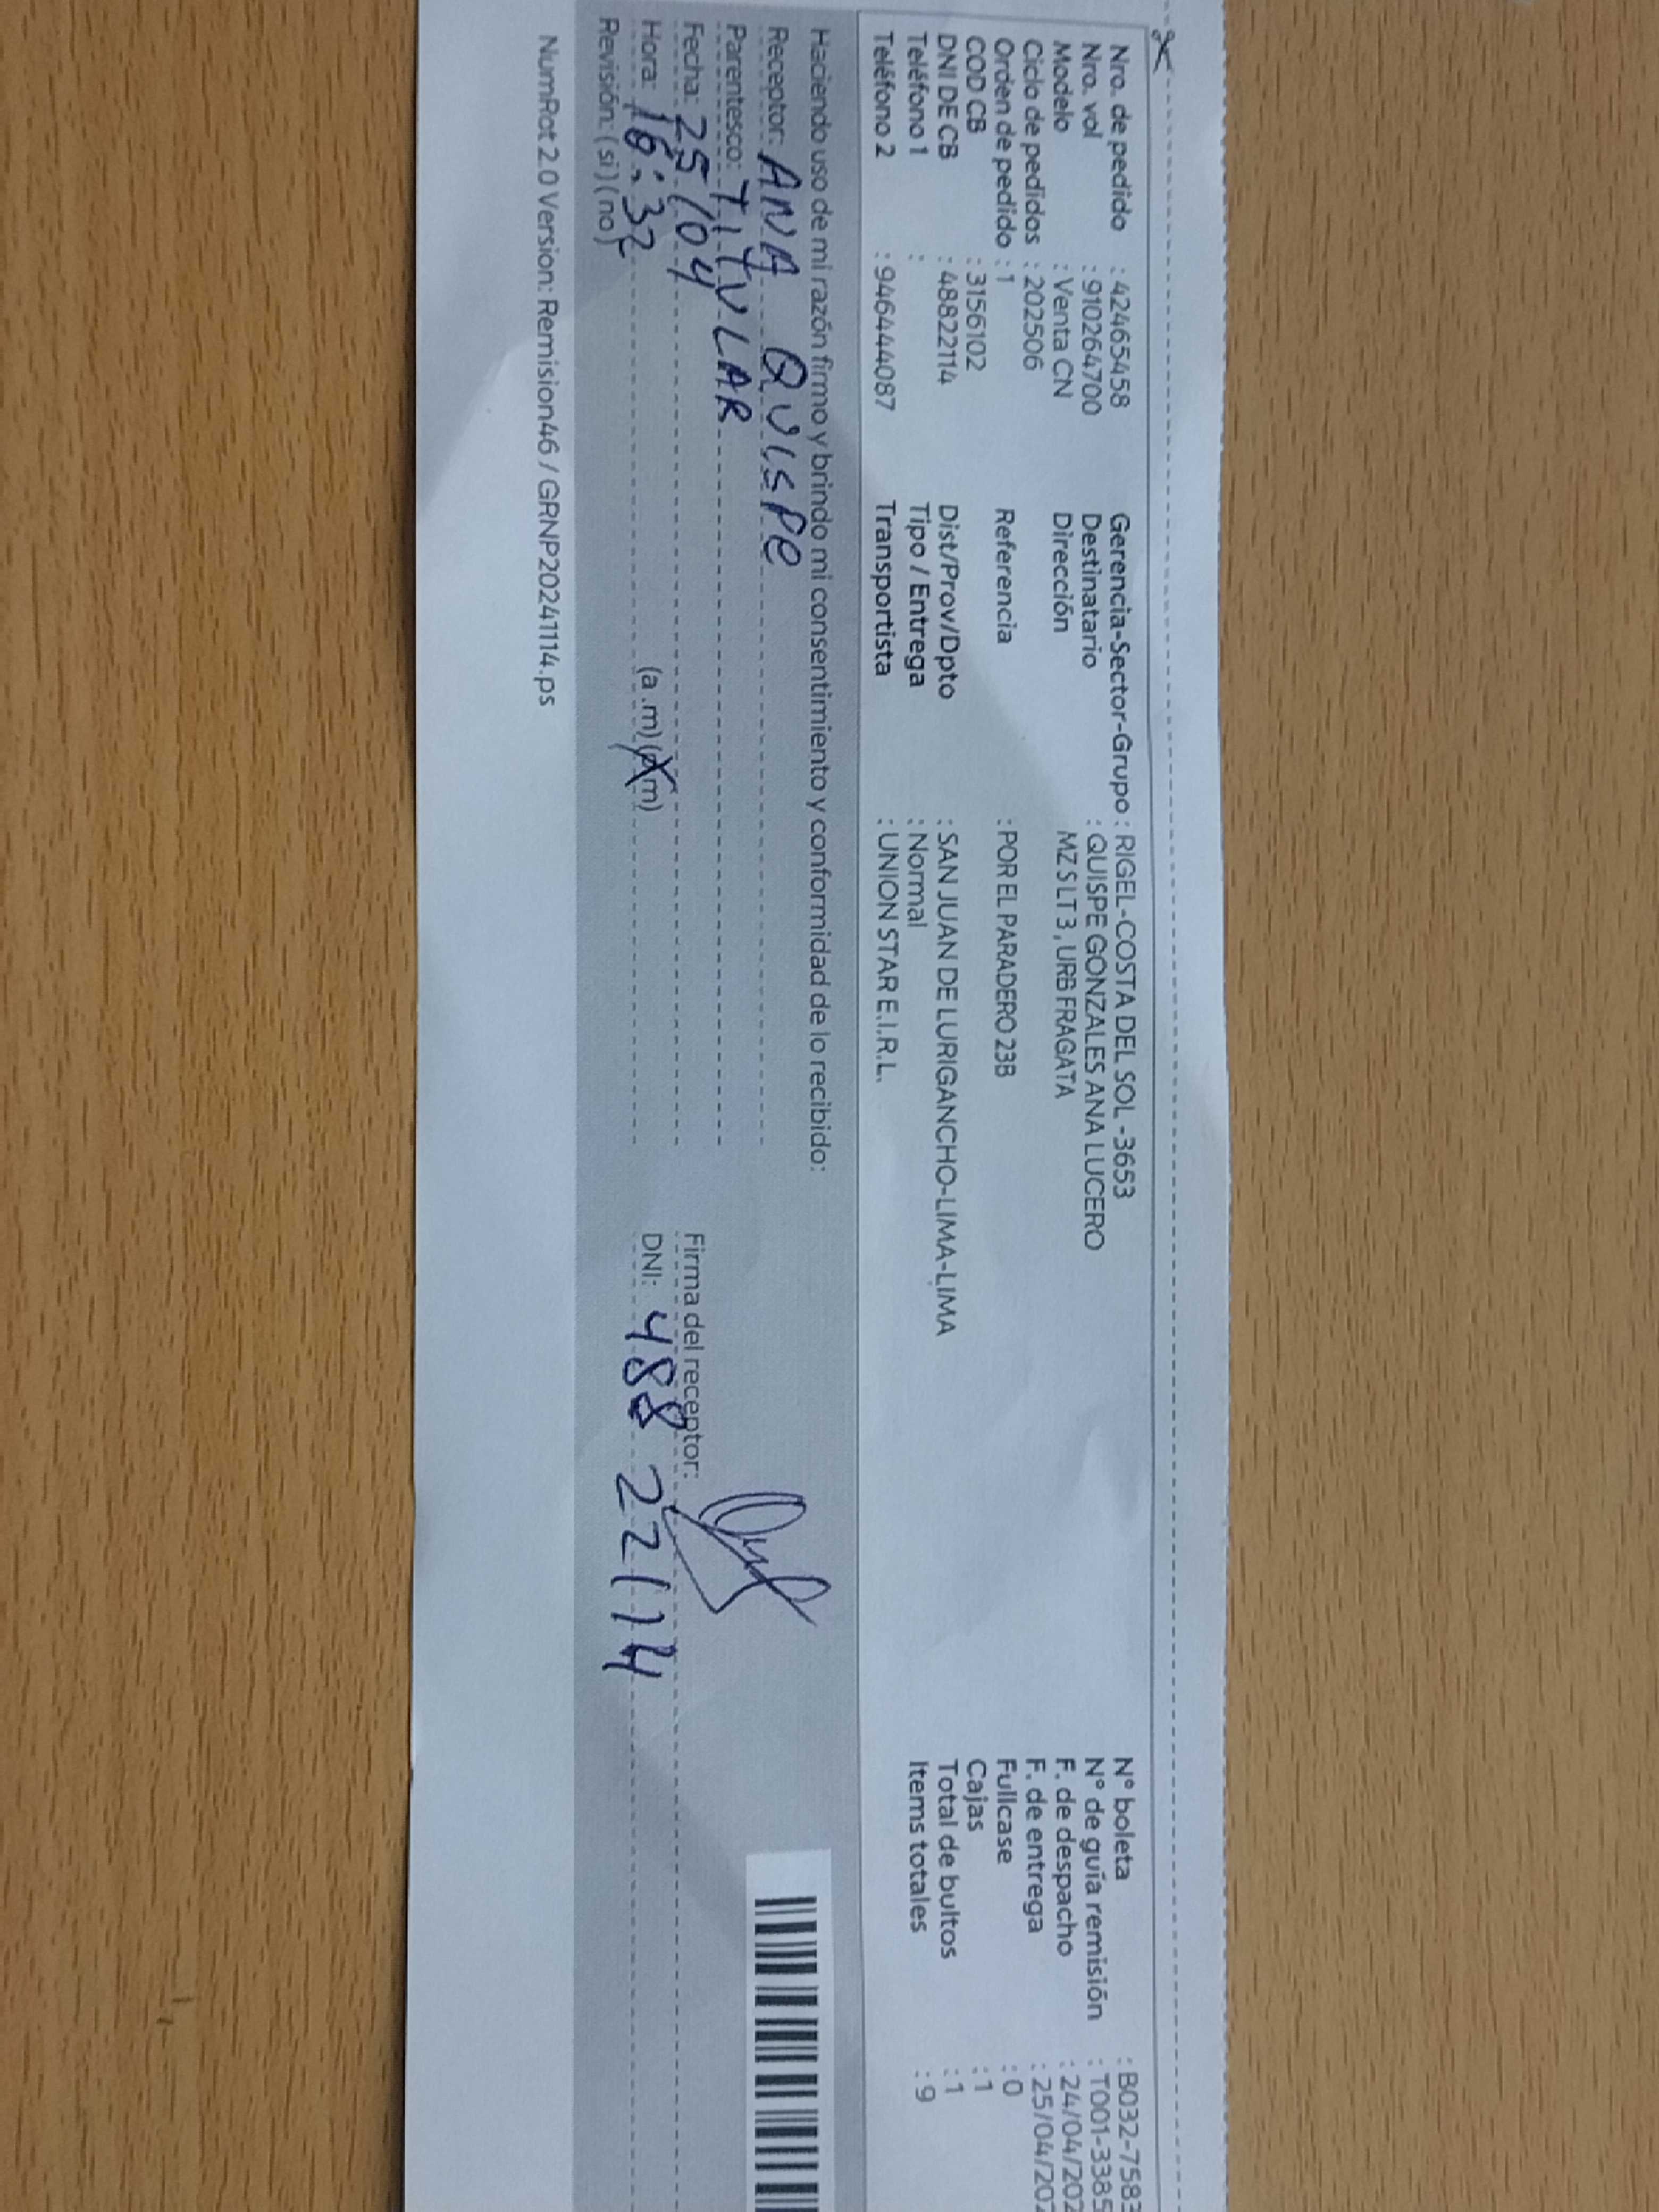 Nro. de pedido : 42465458
Nro. vol : 910264700
Modelo : Venta CN
Ciclo de pedidos : 202506
Orden de pedido : 1
COD CB : 3156102
DNI DE CB : 48822114
Teléfono 1 :
Teléfono 2 : 946444087
Gerencia-Sector-Grupo : RIGEL-COSTA DEL SOL -3653
Destinatario : QUISPE GONZALES ANA LUCERO
Dirección MZ S LT 3 , URB FRAGATA
Referencia : POR EL PARADERO 23B
Dist/Prov/Dpto : SAN JUAN DE LURIGANCHO-LIMA-LIMA
Tipo / Entrega : Normal
Transportista : UNION STAR E.I.R.L.
N° boleta : B032-7583
N° de guía remisión : T001-3385
F. de despacho : 24/04/202
F. de entrega : 25/04/202
Fullcase : 0
Cajas : 1
Total de bultos : 1
Items totales : 9
Haciendo uso de mi razón firmo y brindo mi consentimiento y conformidad de lo recibido:
Receptor: ANA QUISPE
Parentesco: TITULAR
Fecha: 25/04
Hora: 16:32 (a .m) (p.m)
Revisión: ( si ) ( no )
Firma del receptor:
DNI: 48822114
NumRot 2.0 Version: Remision46 / GRNP20241114.ps